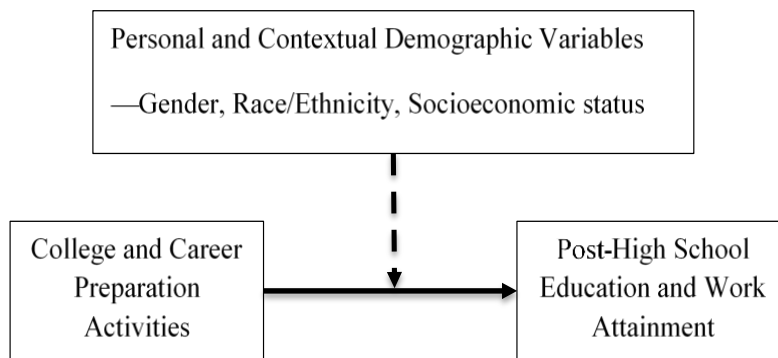 Personal and Contextual Demographic Variables
—Gender, Race/Ethnicity, Socioeconomic status
College and Career
Preparation
Activities
Post-High School
Education and Work
Attainment